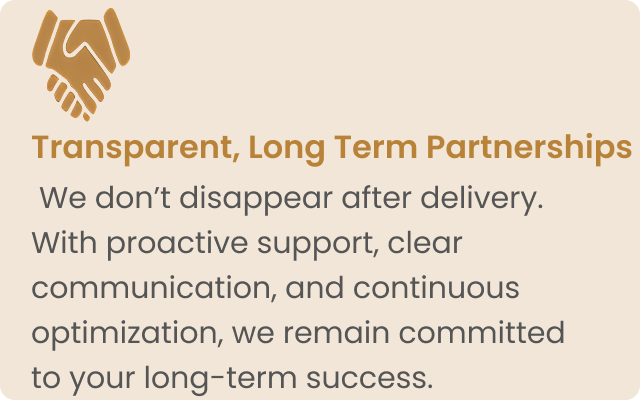 Transparent, Long Term Partnerships
We don’t disappear after delivery.
With proactive support, clear
communication, and continuous
optimization, we remain committed
to your long-term success.